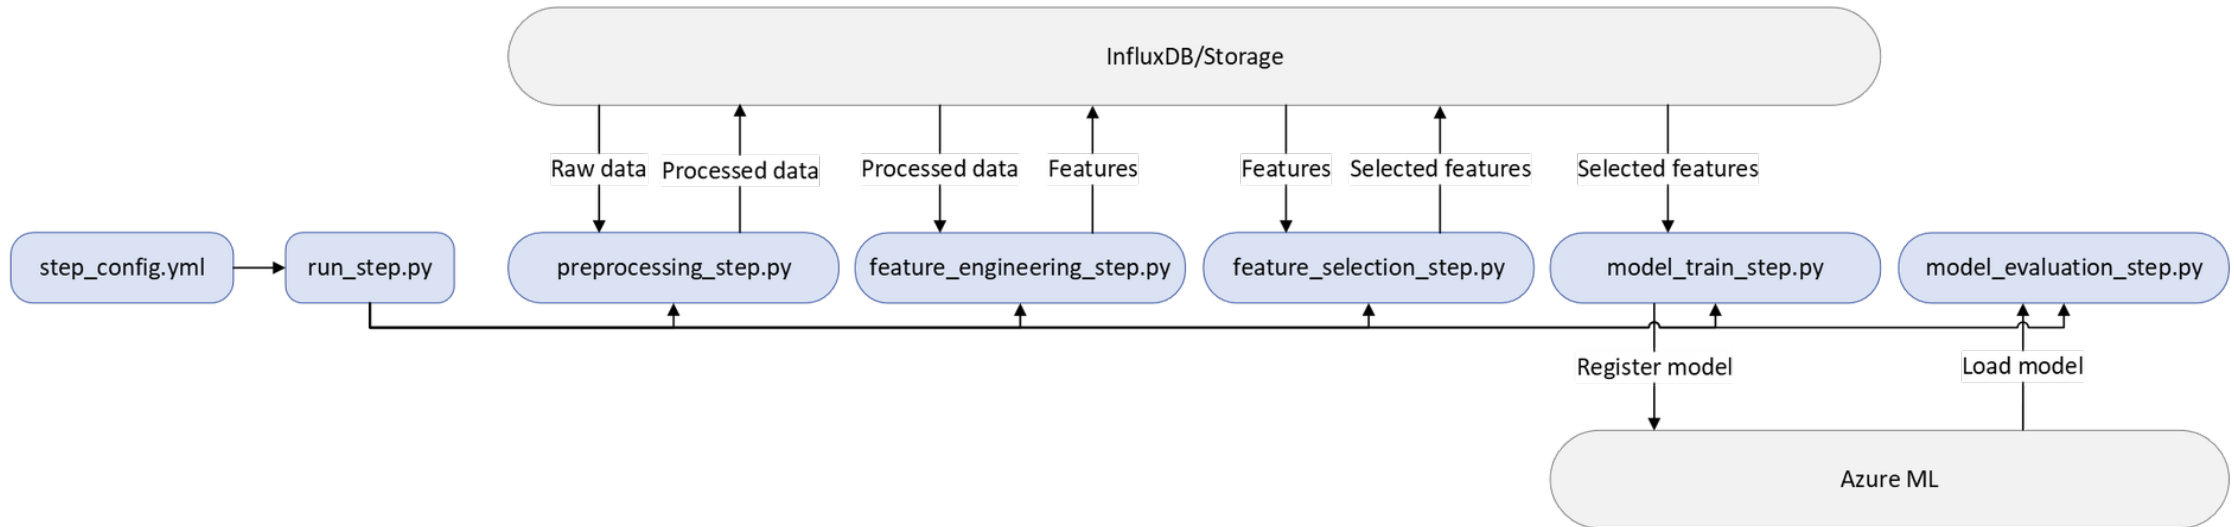 InfluxDB/Storage
Raw data
Processed data
Processed data
Features
Features
Selected features
Selected features
step_config.yml
run_step.py
preprocessing_step.py
feature_engineering_step.py
feature_selection_step.py
model_train_step.py
model_evaluation_step.py
Register model
Load model
Azure ML